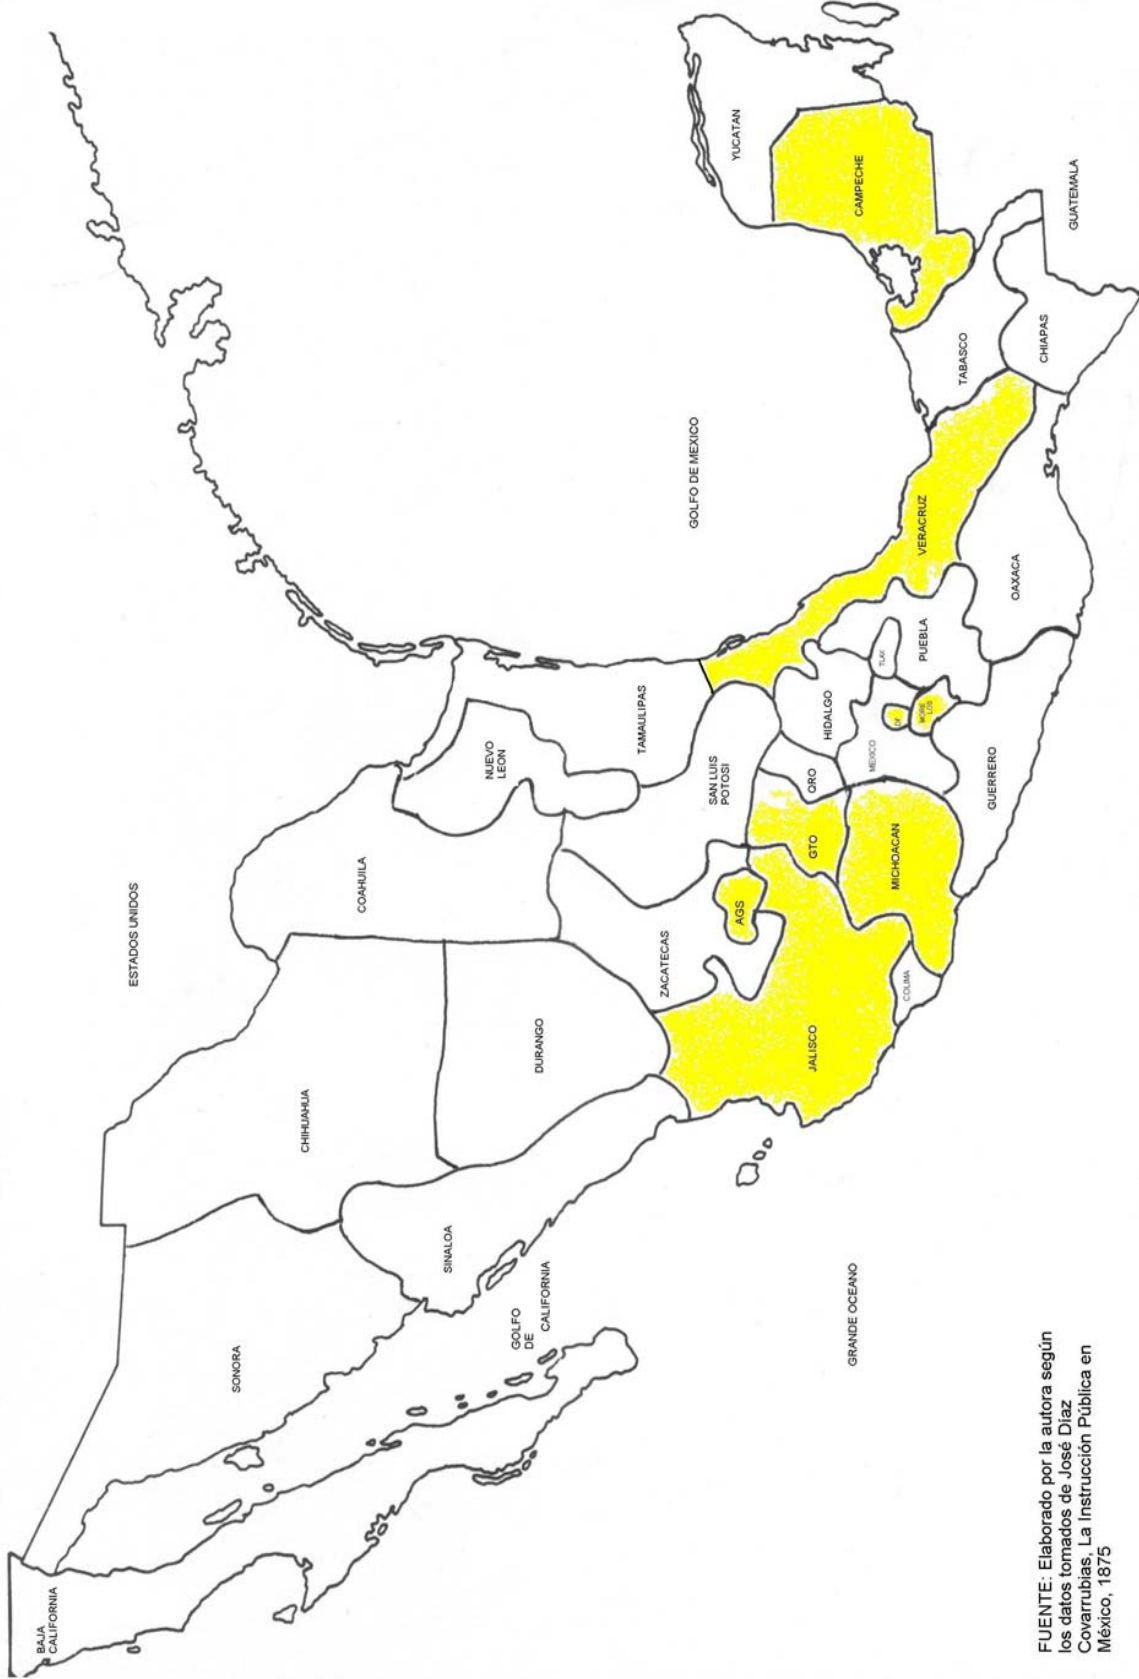 ESTADOS UNIDOS
BAJA
CALIFORNIA
SONORA
CHIHUAHUA
COAHUILA
NUEVO
LEON
TAMAULIPAS
SINALOA
DURANGO
ZACATECAS
SAN LUIS
POTOSI
GOLFO
DE
CALIFORNIA
GOLFO DE MEXICO
AGS
JALISCO
GTO
QRO
HIDALGO
MEXICO
DF
MORE
LOS
TLAX
PUEBLA
VERACRUZ
COLIMA
MICHOACAN
GUERRERO
OAXACA
TABASCO
CHIAPAS
CAMPECHE
YUCATAN
GUATEMALA
GRANDE OCEANO
FUENTE: Elaborado por la autora según
los datos tomados de José Díaz
Covarrubias, La Instrucción Pública en
México, 1875